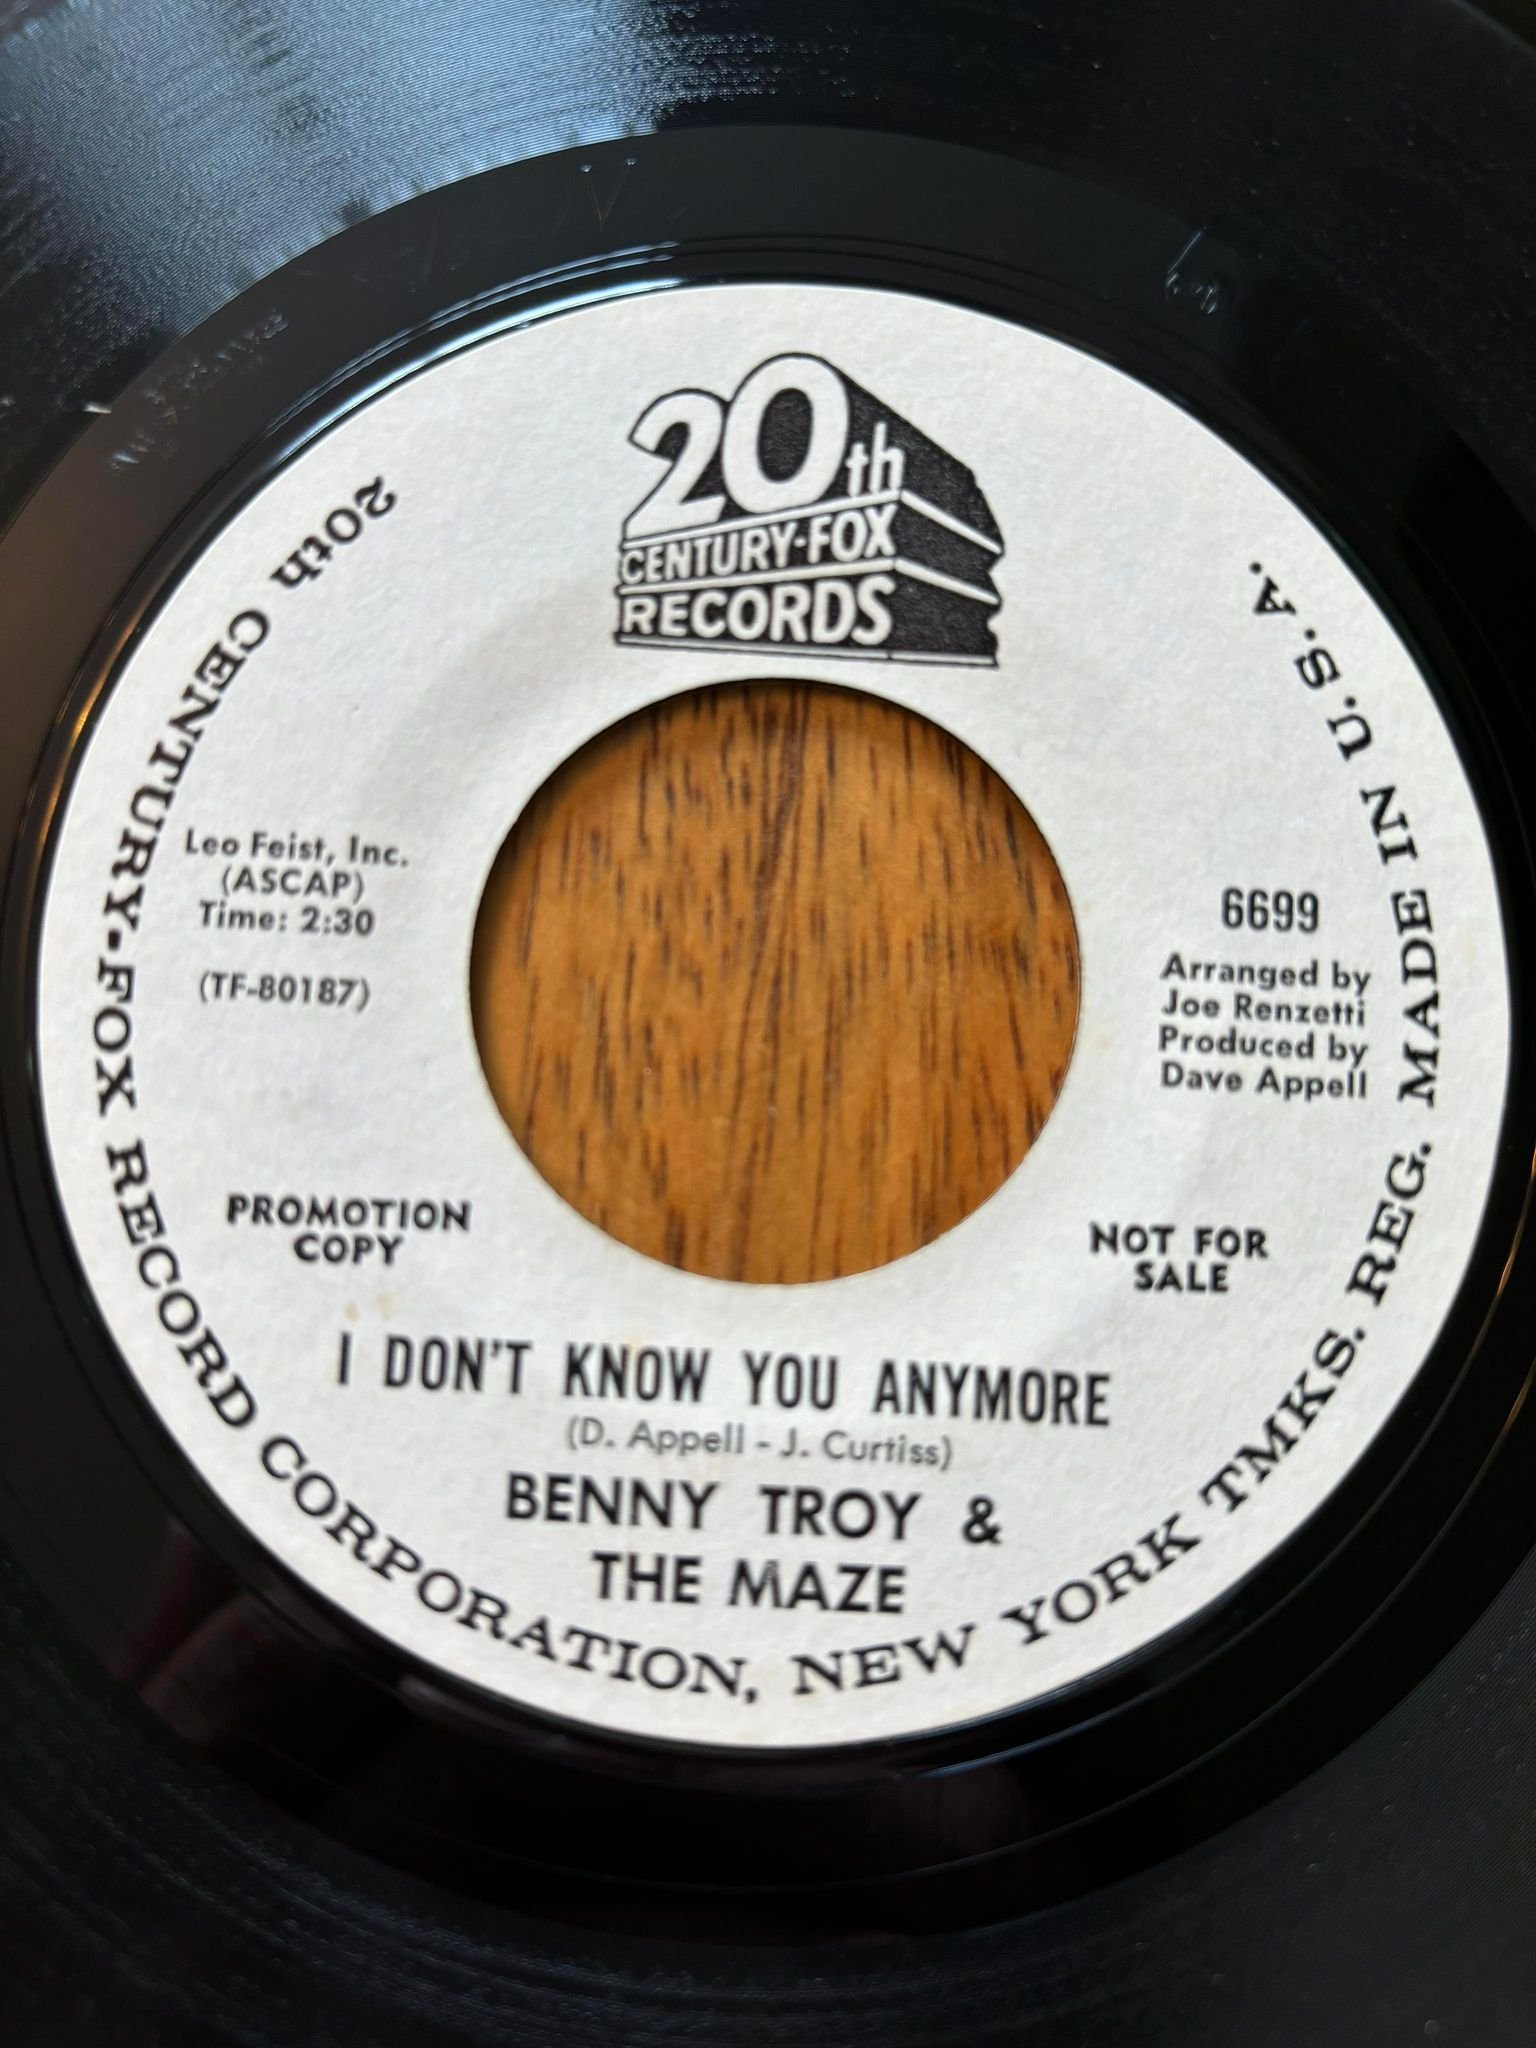 20th
CENTURY-FOX
RECORDS
Leo Feist, Inc.
(ASCAP)
Time: 2:30
(TF-80187)
6699
Arranged by
Joe Renzetti
Produced by
Dave Appell
PROMOTION
COPY
NOT FOR
SALE
I DON'T KNOW YOU ANYMORE
(D. Appell - J. Curtiss)
BENNY TROY &
THE MAZE
20th CENTURY-FOX RECORD CORPORATION, NEW YORK TMKS. REG. MADE IN U.S.A.